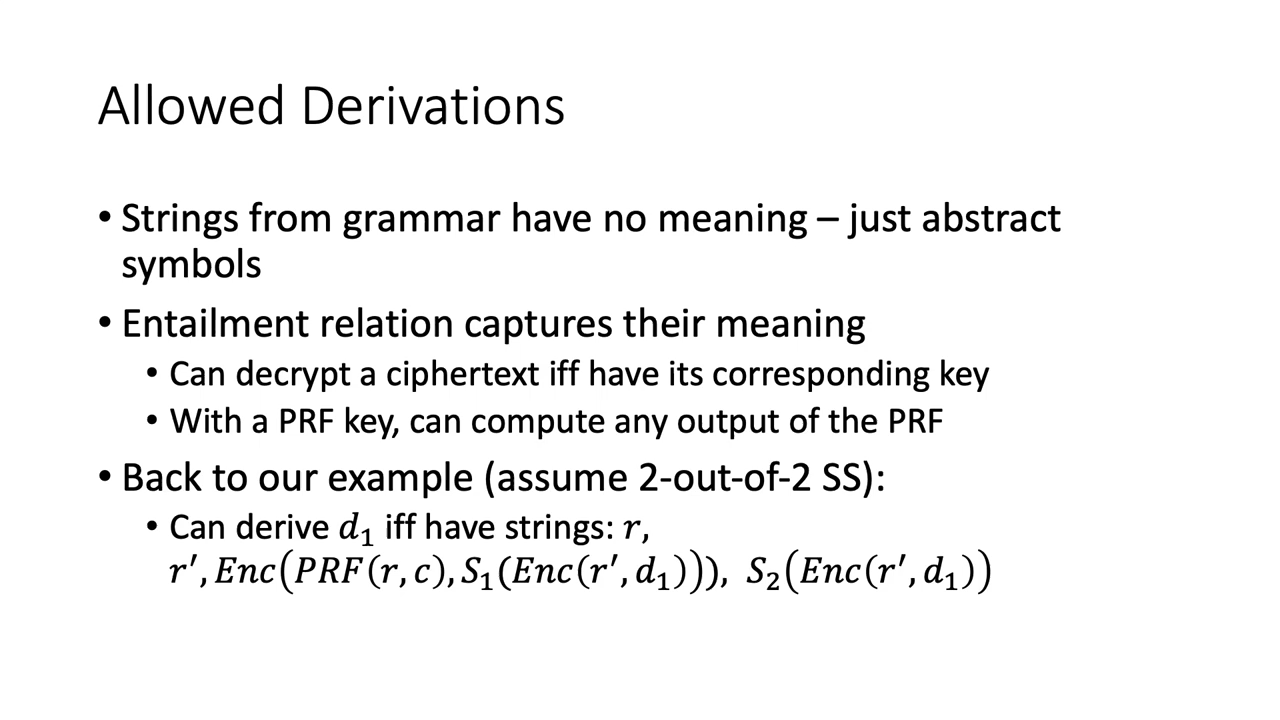 Allowed Derivations
• Strings from grammar have no meaning – just abstract
symbols
• Entailment relation captures their meaning
• Can decrypt a ciphertext iff have its corresponding key
• With a PRF key, can compute any output of the PRF
• Back to our example (assume 2-out-of-2 SS):
• Can derive 𝑑₁ iff have strings: 𝑟,
𝑟′, 𝐸𝑛𝑐(𝑃𝑅𝐹(𝑟, 𝑐), 𝑆₁(𝐸𝑛𝑐(𝑟′, 𝑑₁))), 𝑆₂(𝐸𝑛𝑐(𝑟′, 𝑑₁))